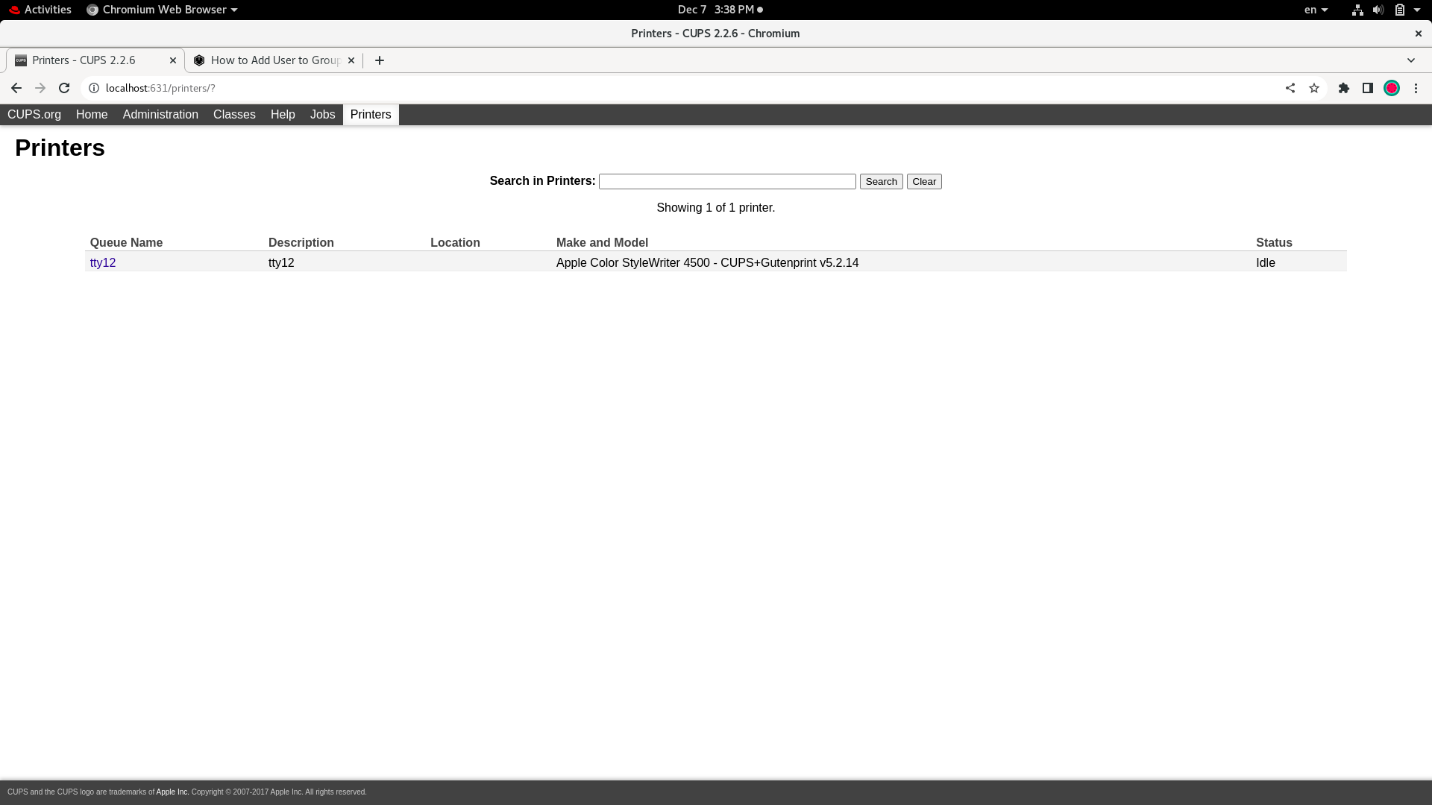 Activities Chromium Web Browser Dec 7 3:38 PM en
Printers - CUPS 2.2.6 - Chromium
Printers - CUPS 2.2.6 How to Add User to Group
localhost:631/printers/?
CUPS.org Home Administration Classes Help Jobs Printers
Printers
Search in Printers: Search Clear
Showing 1 of 1 printer.
Queue Name Description Location Make and Model Status
tty12 tty12 Apple Color StyleWriter 4500 - CUPS+Gutenprint v5.2.14 Idle
CUPS and the CUPS logo are trademarks of Apple Inc. Copyright © 2007-2017 Apple Inc. All rights reserved.